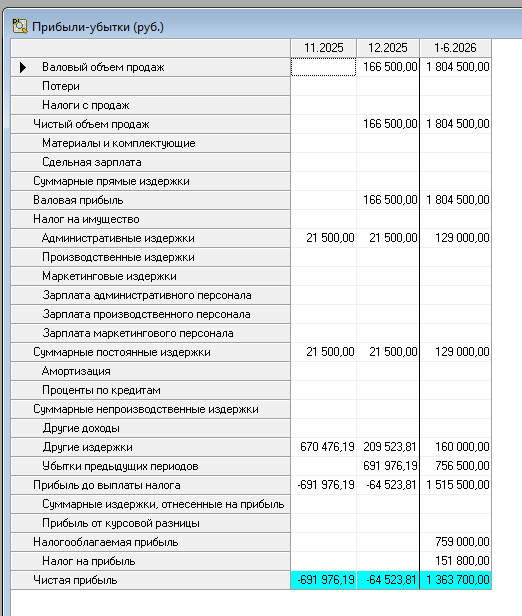 Прибыли-убытки (руб.)
11.2025 12.2025 1-6.2026
Валовый объем продаж 166 500,00 1 804 500,00
Потери
Налоги с продаж
Чистый объем продаж 166 500,00 1 804 500,00
Материалы и комплектующие
Сдельная зарплата
Суммарные прямые издержки
Валовая прибыль 166 500,00 1 804 500,00
Налог на имущество
Административные издержки 21 500,00 21 500,00 129 000,00
Производственные издержки
Маркетинговые издержки
Зарплата административного персонала
Зарплата производственного персонала
Зарплата маркетингового персонала
Суммарные постоянные издержки 21 500,00 21 500,00 129 000,00
Амортизация
Проценты по кредитам
Суммарные непроизводственные издержки
Другие доходы
Другие издержки 670 476,19 209 523,81 160 000,00
Убытки предыдущих периодов 691 976,19 756 500,00
Прибыль до выплаты налога -691 976,19 -64 523,81 1 515 500,00
Суммарные издержки, отнесенные на прибыль
Прибыль от курсовой разницы
Налогооблагаемая прибыль 759 000,00
Налог на прибыль 151 800,00
Чистая прибыль -691 976,19 -64 523,81 1 363 700,00